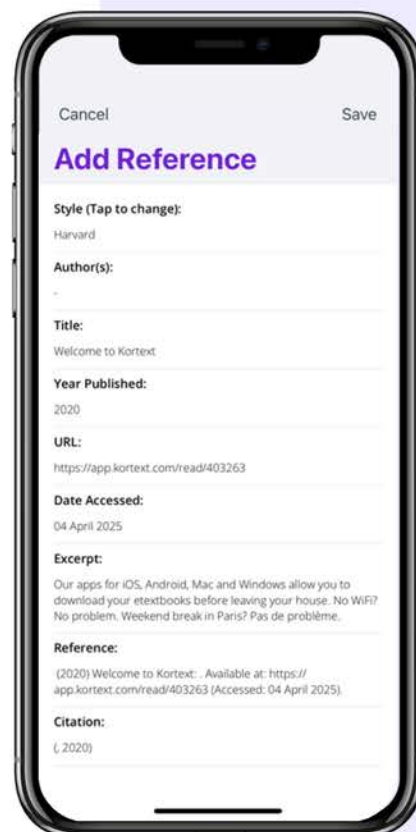 Cancel Save
Add Reference
Style (Tap to change):
Harvard
Author(s):
-
Title:
Welcome to Kortext
Year Published:
2020
URL:
https://app.kortext.com/read/403263
Date Accessed:
04 April 2025
Excerpt:
Our apps for iOS, Android, Mac and Windows allow you to
download your etextbooks before leaving your house. No WiFi?
No problem. Weekend break in Paris? Pas de problème.
Reference:
(2020) Welcome to Kortext: . Available at: https://
app.kortext.com/read/403263 (Accessed: 04 April 2025).
Citation:
(, 2020)